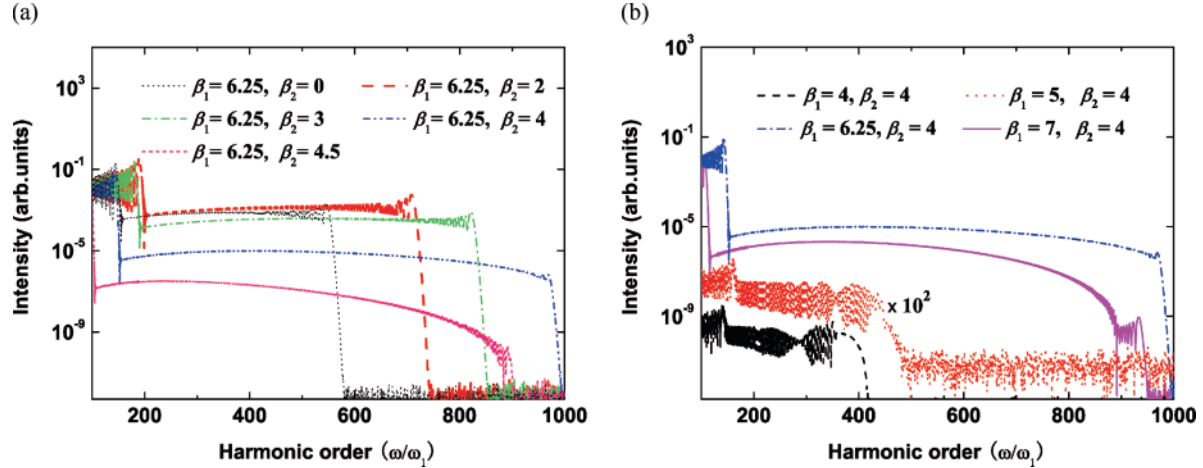 (a)
10³
10⁻¹
10⁻⁵
10⁻⁹
Intensity (arb.units)
β₁= 6.25, β₂= 0
β₁= 6.25, β₂= 2
β₁= 6.25, β₂= 3
β₁= 6.25, β₂= 4
β₁= 6.25, β₂= 4.5
200 400 600 800 1000
Harmonic order (ω/ω₁)
(b)
10³
10⁻¹
10⁻⁵
10⁻⁹
Intensity (arb.units)
β₁= 4, β₂= 4
β₁= 5, β₂= 4
β₁= 6.25, β₂= 4
β₁= 7, β₂= 4
× 10²
200 400 600 800 1000
Harmonic order (ω/ω₁)